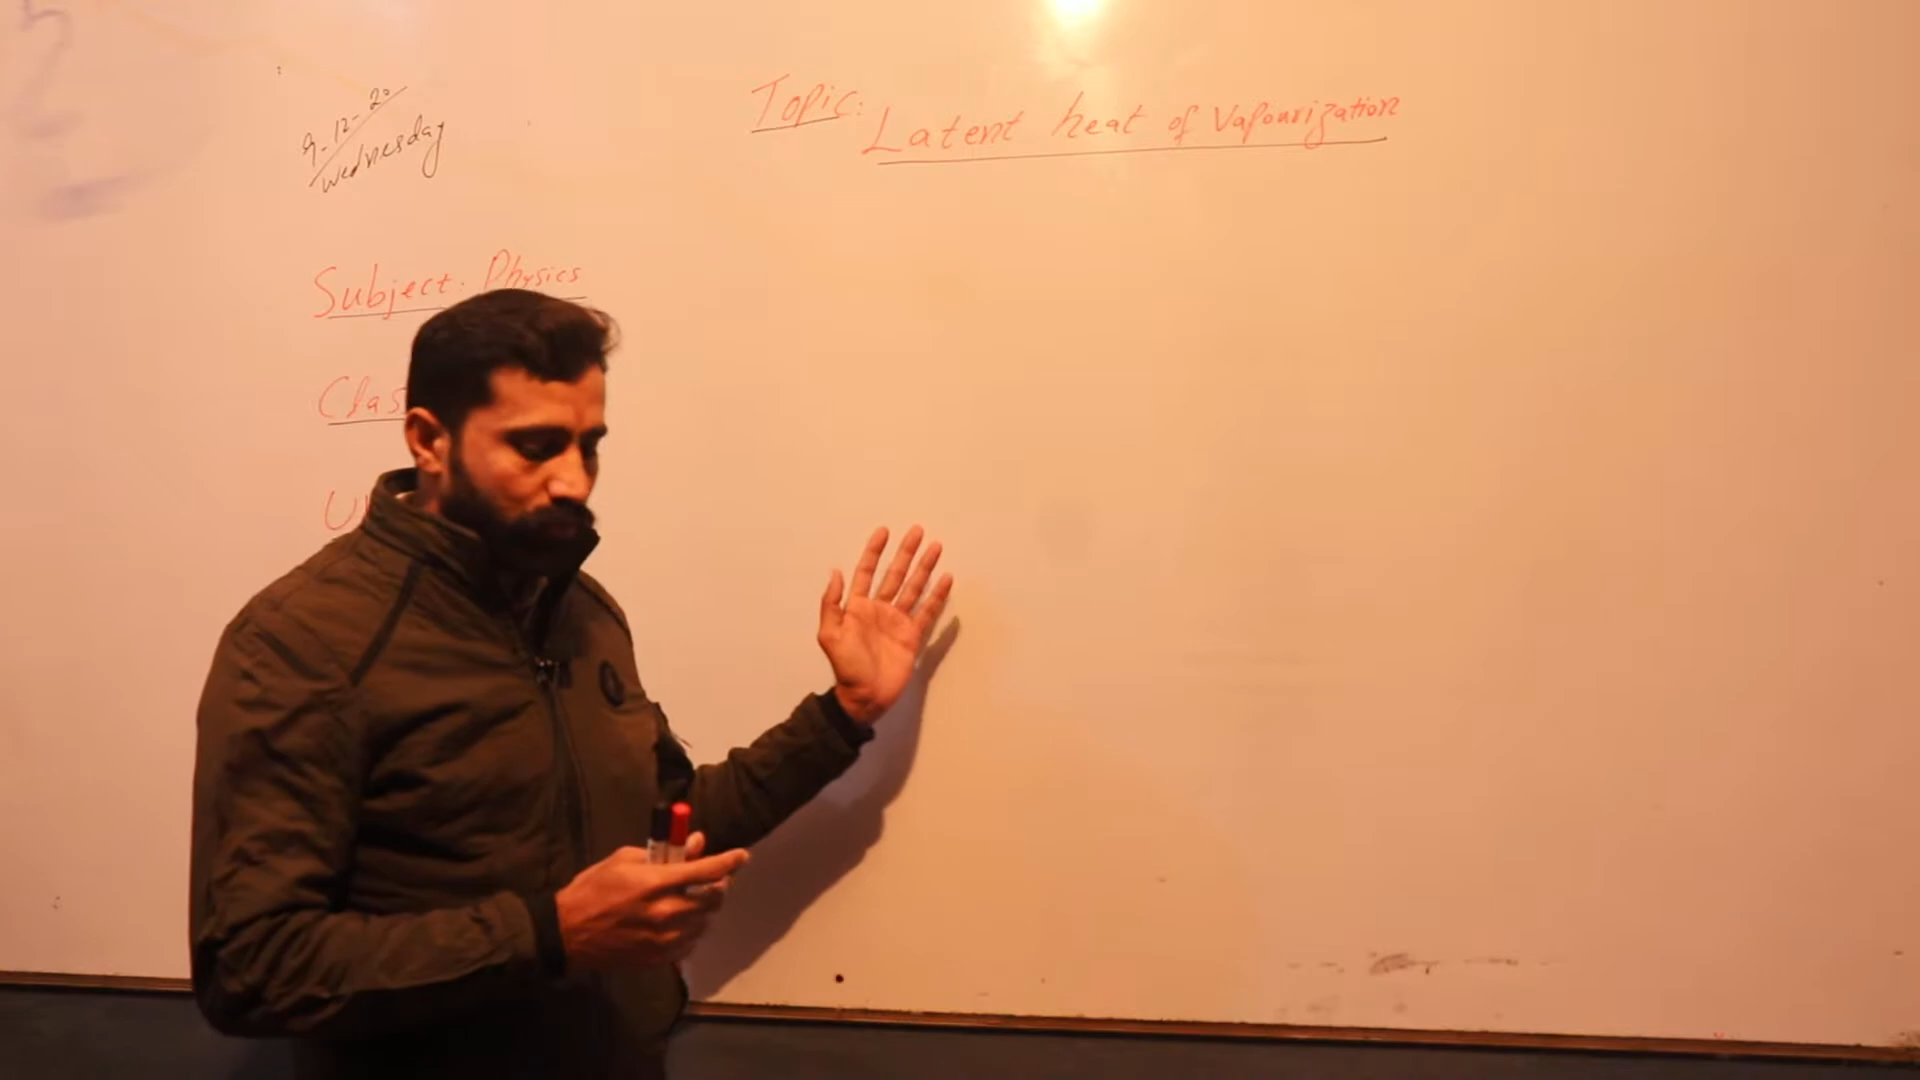 9-12-20
Wednesday
Topic:
Latent heat of Vapourization
Subject. Physics
Clas
U